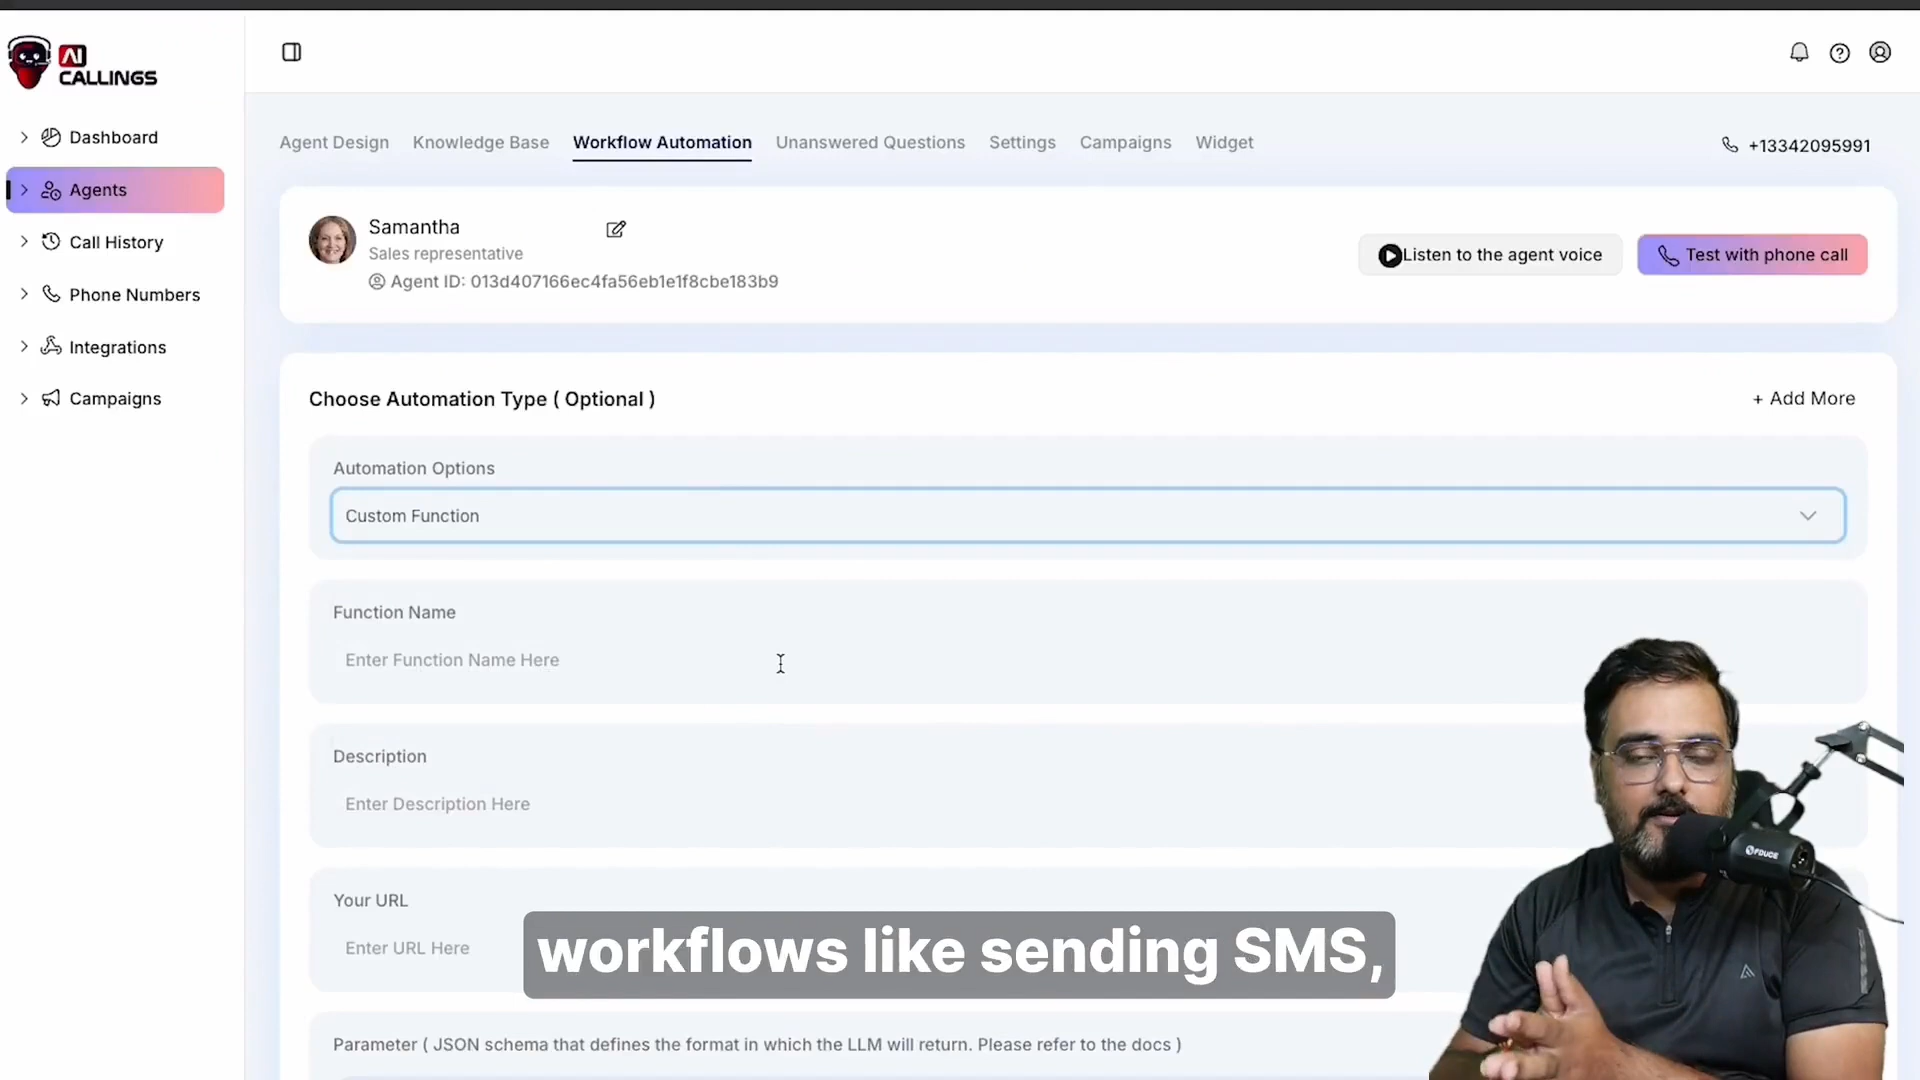 AI
CALLINGS
Dashboard
Agents
Call History
Phone Numbers
Integrations
Campaigns
Agent Design Knowledge Base Workflow Automation Unanswered Questions Settings Campaigns Widget
+13342095991
Samantha
Sales representative
Agent ID: 013d407166ec4fa56eb1e1f8cbe183b9
Listen to the agent voice
Test with phone call
Choose Automation Type ( Optional )
+ Add More
Automation Options
Custom Function
Function Name
Enter Function Name Here
Description
Enter Description Here
Your URL
Enter URL Here
workflows like sending SMS,
FDUCE
Parameter ( JSON schema that defines the format in which the LLM will return. Please refer to the docs )